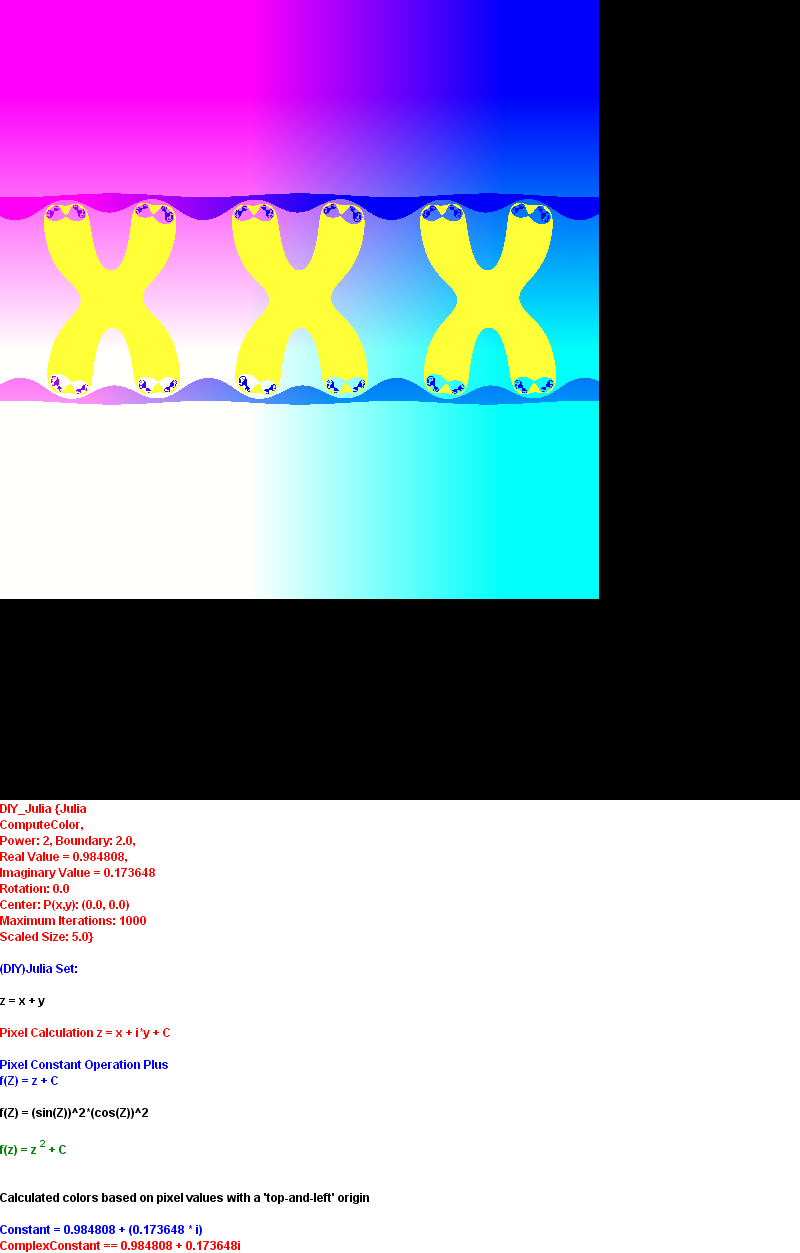 DIY_Julia {Julia
ComputeColor,
Power: 2, Boundary: 2.0,
Real Value = 0.984808,
Imaginary Value = 0.173648
Rotation: 0.0
Center: P(x,y): (0.0, 0.0)
Maximum Iterations: 1000
Scaled Size: 5.0}
(DIY)Julia Set:
z = x + y
Pixel Calculation z = x + i*y + C
Pixel Constant Operation Plus
f(Z) = z + C
f(Z) = (sin(Z))^2*(cos(Z))^2
f(z) = z ² + C
Calculated colors based on pixel values with a 'top-and-left' origin
Constant = 0.984808 + (0.173648 * i)
ComplexConstant == 0.984808 + 0.173648i